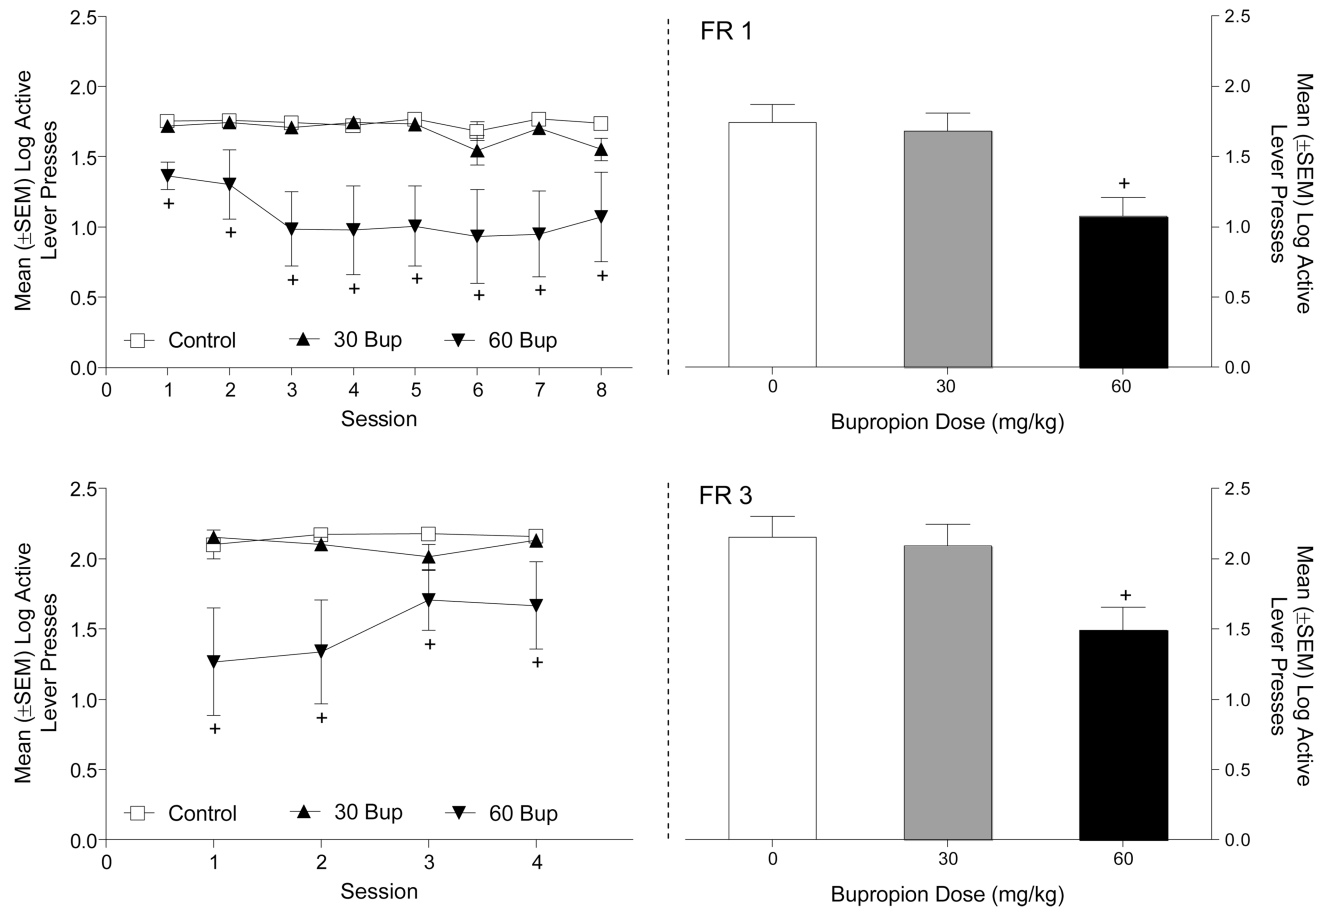 2.5
2.0
1.5
1.0
0.5
0.0
Mean (±SEM) Log Active
Lever Presses
+ + + + + + + +
Control 30 Bup 60 Bup
0 1 2 3 4 5 6 7 8
Session
FR 1
+
0 30 60
Bupropion Dose (mg/kg)
2.5
2.0
1.5
1.0
0.5
0.0
Mean (±SEM) Log Active
Lever Presses
2.5
2.0
1.5
1.0
0.5
0.0
Mean (±SEM) Log Active
Lever Presses
+ + + +
Control 30 Bup 60 Bup
0 1 2 3 4
Session
FR 3
+
0 30 60
Bupropion Dose (mg/kg)
2.5
2.0
1.5
1.0
0.5
0.0
Mean (±SEM) Log Active
Lever Presses